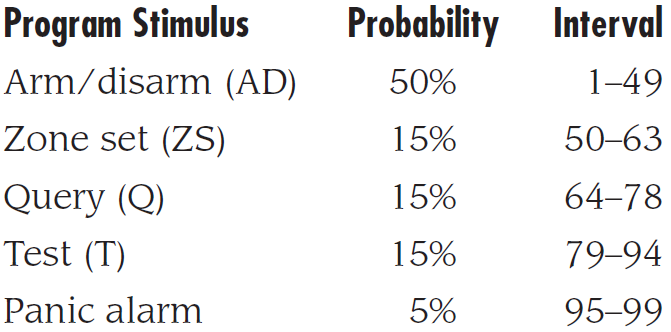 Program Stimulus Probability Interval
Arm/disarm (AD) 50% 1–49
Zone set (ZS) 15% 50–63
Query (Q) 15% 64–78
Test (T) 15% 79–94
Panic alarm 5% 95–99